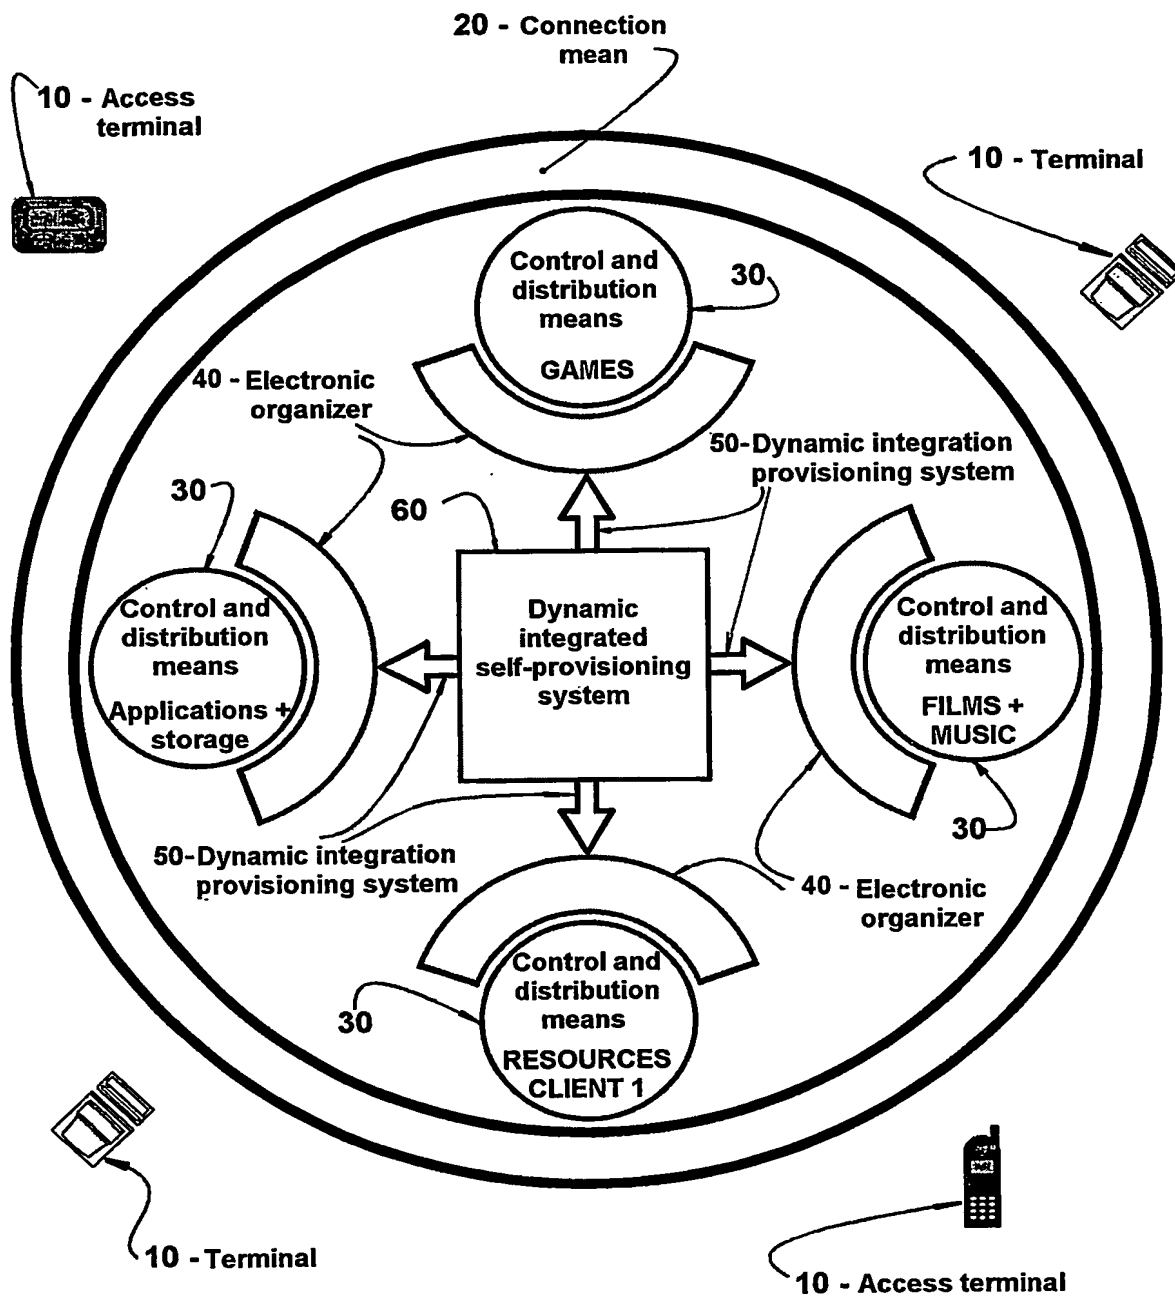 20 - Connection
mean
10 - Access
terminal
10 - Terminal
Control and
distribution
means
GAMES
30
40 - Electronic
organizer
50-Dynamic integration
provisioning system
30
60
Control and
distribution
means
Applications +
storage
Dynamic
integrated
self-provisioning
system
Control and
distribution
means
FILMS +
MUSIC
30
50-Dynamic integration
provisioning system
40 - Electronic
organizer
Control and
distribution
means
RESOURCES
CLIENT 1
30
10 - Terminal
10 - Access terminal